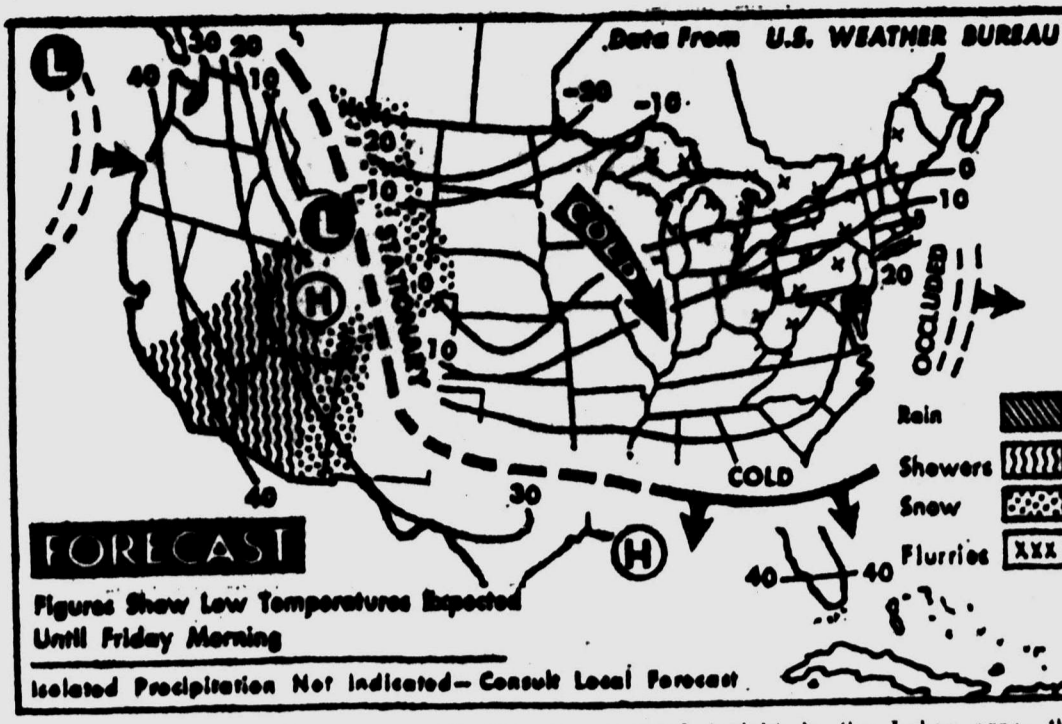 Data From U.S. WEATHER BUREAU
L
30 20
40 10
-20 -10
-20
10
0
10
L
STATIONARY
COLD
H
10
20
OCCLUDED
10
Rain
Showers
COLD
40
30
Snow
FORECAST
H
Flurries
XXX
40 40
Figures Show Low Temperatures Expected
Until Friday Morning
Isolated Precipitation Not Indicated— Consult Local Forecast